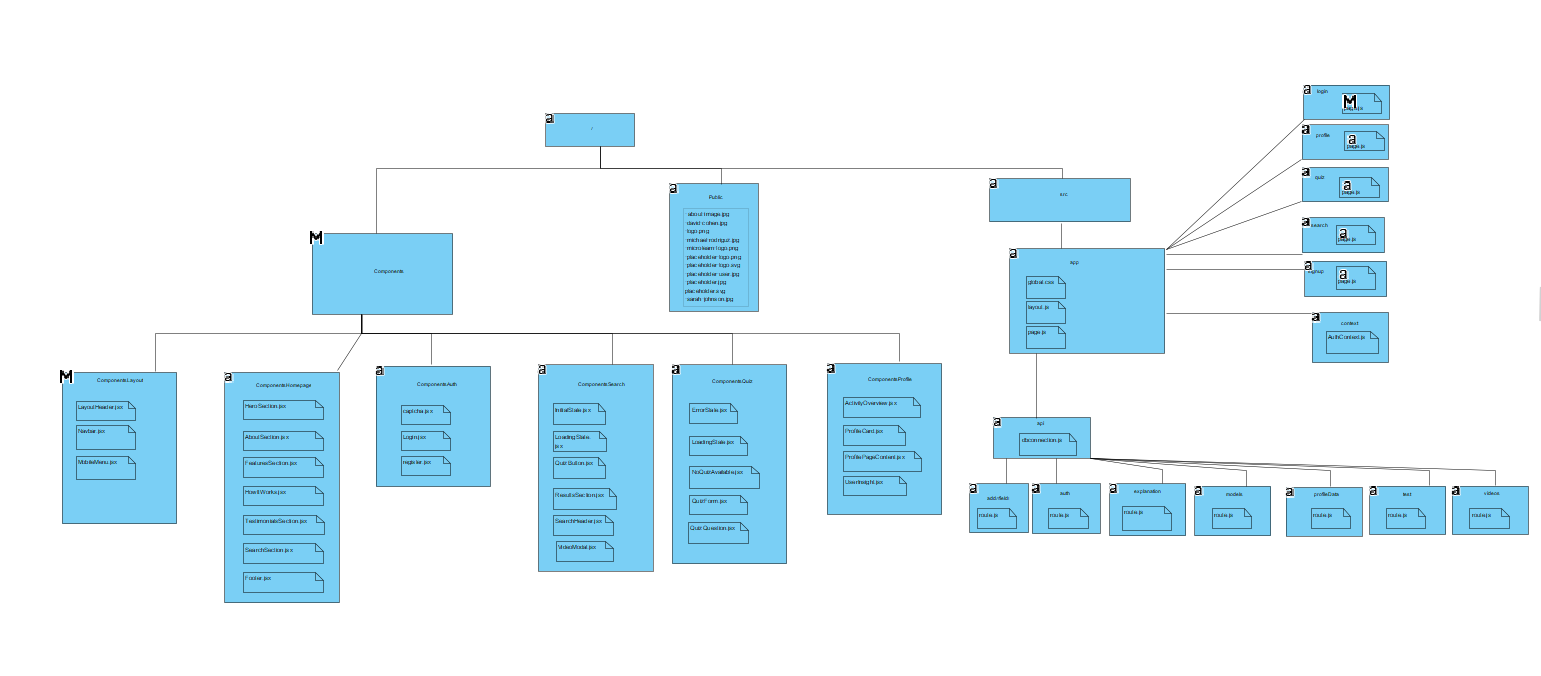 /
Public
about-image.jpg
david-cohen.jpg
logo.png
michael-rodriguz.jpg
microlearn-logo.png
placeholder-logo.png
placeholder-logo.svg
placeholder-user.jpg
placeholder.jpg
placeholder.svg
sarah-johnson.jpg
src
Components
app
global.css
layout.js
page.js
login
page.js
profile
page.js
quiz
page.js
search
page.js
signup
page.js
context
AuthContext.js
ComponentsLayout
LayoutHeader.jsx
Navbar.jsx
MobileMenu.jsx
ComponentsHomepage
HeroSection.jsx
AboutSection.jsx
FeaturesSection.jsx
HowItWorks.jsx
TestimonialsSection.jsx
SearchSection.jsx
Footer.jsx
ComponentsAuth
captcha.jsx
Login.jsx
register.jsx
ComponentsSearch
InitialState.jsx
LoadingState.
jsx
QuizButton.jsx
ResultsSection.jsx
SearchHeader.jsx
VideoModal.jsx
ComponentsQuiz
ErrorState.jsx
LoadingState.jsx
NoQuizAvailable.jsx
QuizForm.jsx
QuizQuestion.jsx
ComponentsProfile
ActivityOverview.jsx
ProfileCard.jsx
ProfilePageContent.jsx
UserInsight.jsx
api
dbconnection.js
addnfields
route.js
auth
route.js
explanation
route.js
models
route.js
profileData
route.js
text
route.js
videos
route.js